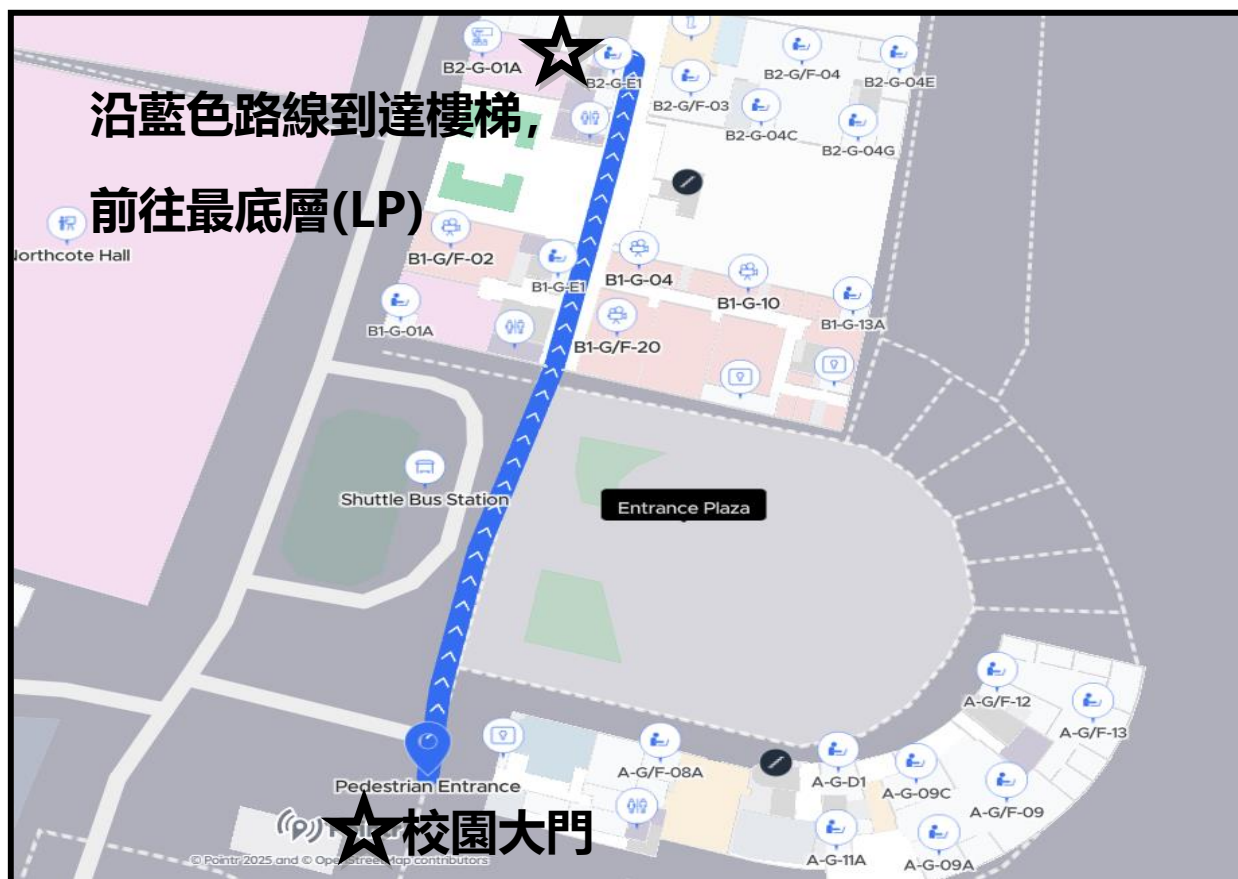 B2-G-01A
B2-G-E1
B2-G/F-04
B2-G-04E
B2-G/F-03
B2-G-04C
B2-G-04G
沿藍色路線到達樓梯,
前往最底層(LP)
Northcote Hall
B1-G/F-02
B1-G-E1
B1-G-04
B1-G-10
B1-G-13A
B1-G-01A
B1-G/F-20
Shuttle Bus Station
Entrance Plaza
A-G/F-12
A-G/F-13
Pedestrian Entrance
A-G/F-08A
A-G-D1
A-G-09C
A-G/F-09
校園大門
A-G-11A
A-G-09A
© Pointr 2025 and © OpenStreetMap contributors